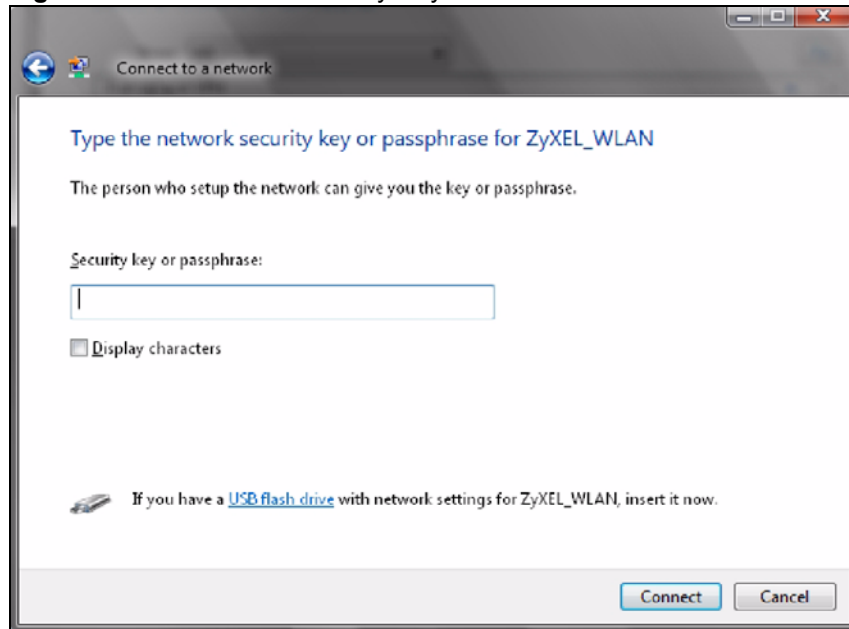 Connect to a network
Type the network security key or passphrase for ZyXEL_WLAN
The person who setup the network can give you the key or passphrase.
Security key or passphrase:
Display characters
If you have a USB flash drive with network settings for ZyXEL_WLAN, insert it now.
Connect
Cancel